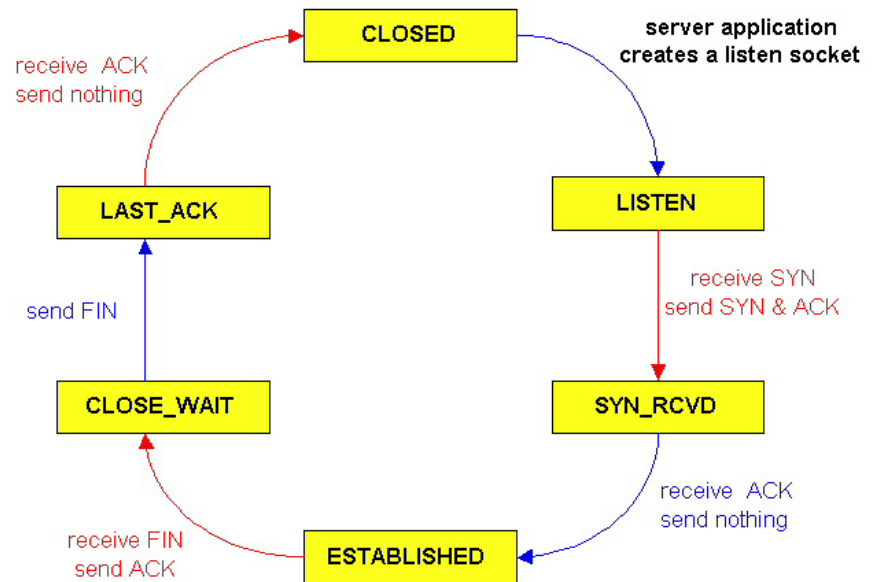 CLOSED
server application
creates a listen socket
receive ACK
send nothing
LAST_ACK
LISTEN
receive SYN
send SYN & ACK
send FIN
CLOSE_WAIT
SYN_RCVD
receive ACK
send nothing
receive FIN
send ACK
ESTABLISHED